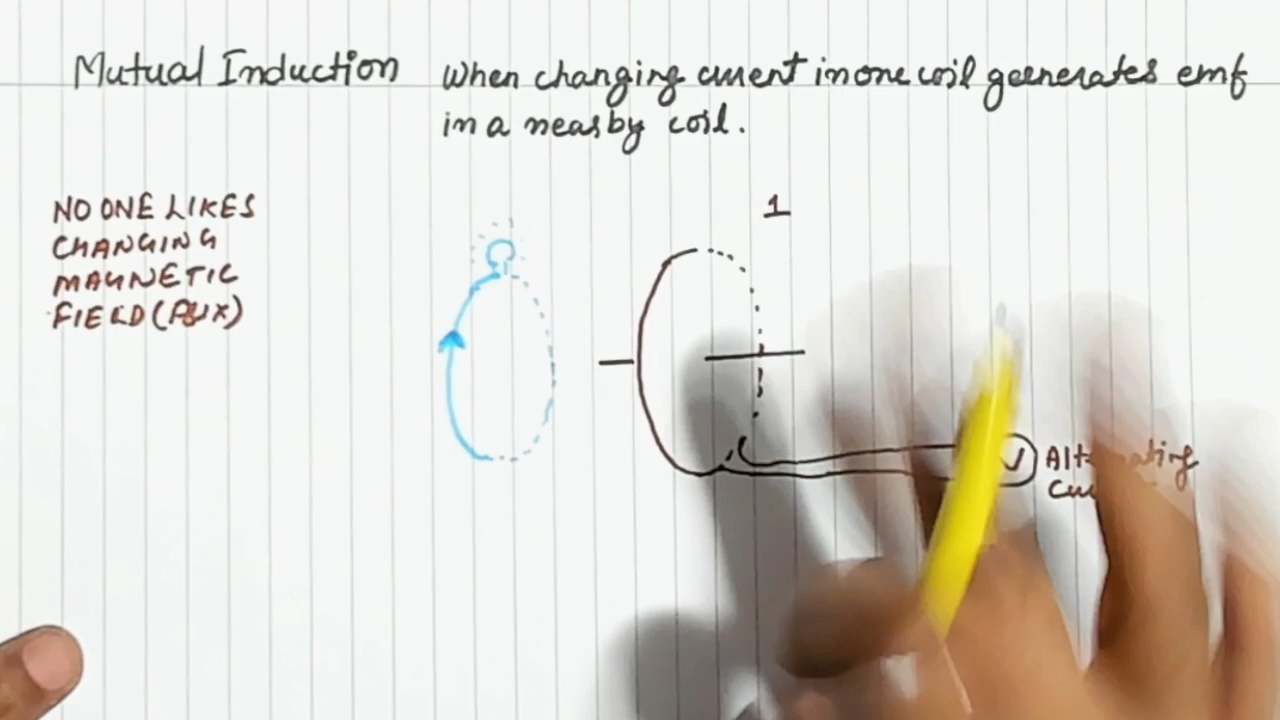 Mutual Induction When changing current in one coil geenerates emf
in a nearby coil.
NO ONE LIKES
CHANGING
MAGNETIC
FIELD (FLUX)
1